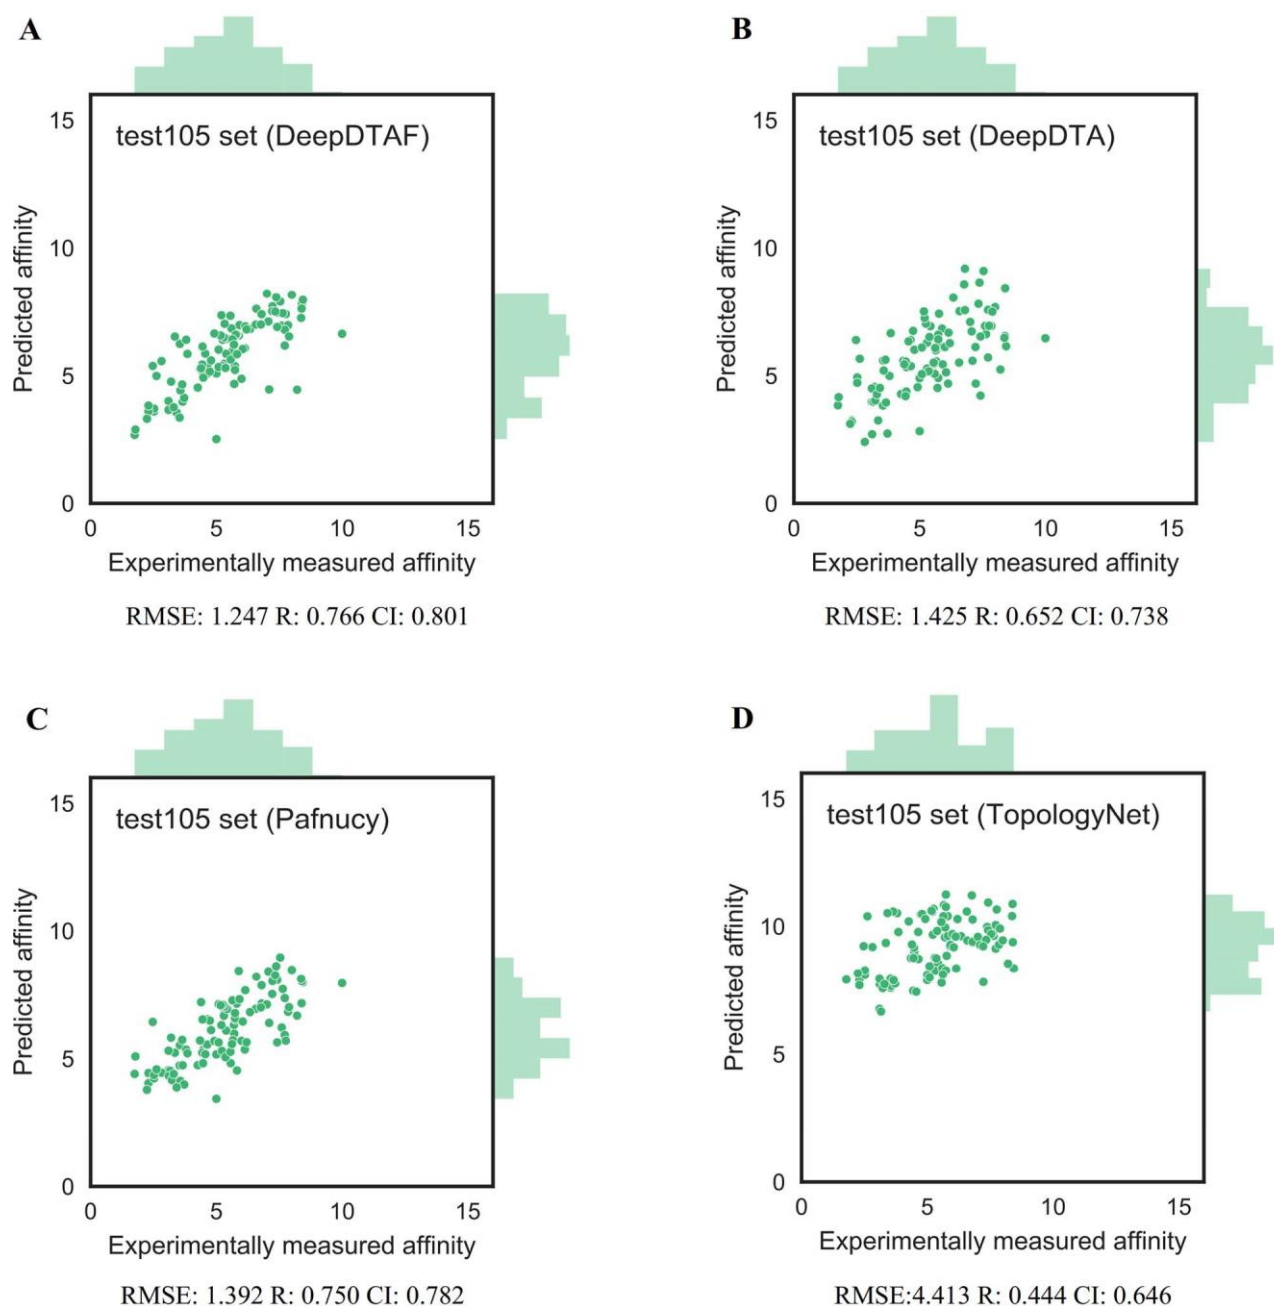 A
test105 set (DeepDTAF)
15
10
5
0
Predicted affinity
0 5 10 15
Experimentally measured affinity
RMSE: 1.247 R: 0.766 CI: 0.801
B
test105 set (DeepDTA)
15
10
5
0
Predicted affinity
0 5 10 15
Experimentally measured affinity
RMSE: 1.425 R: 0.652 CI: 0.738
C
test105 set (Pafnucy)
15
10
5
0
Predicted affinity
0 5 10 15
Experimentally measured affinity
RMSE: 1.392 R: 0.750 CI: 0.782
D
test105 set (TopologyNet)
15
10
5
0
Predicted affinity
0 5 10 15
Experimentally measured affinity
RMSE:4.413 R: 0.444 CI: 0.646